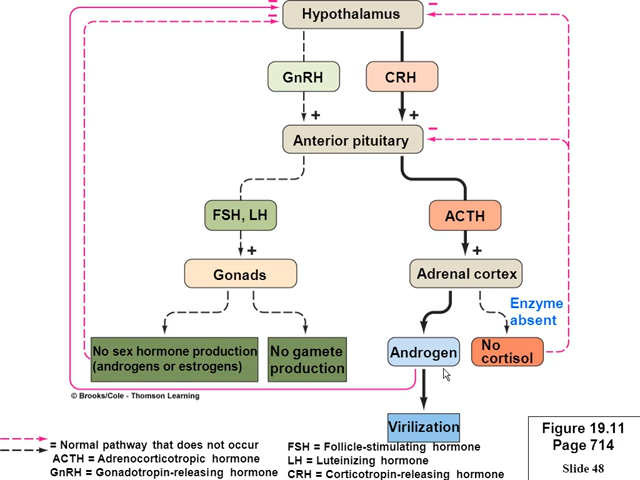 Hypothalamus
GnRH
CRH
+
+
Anterior pituitary
FSH, LH
ACTH
+
+
Gonads
Adrenal cortex
Enzyme
absent
No sex hormone production
(androgens or estrogens)
No gamete
production
Androgen
No
cortisol
© Brooks/Cole - Thomson Learning
Virilization
= Normal pathway that does not occur
ACTH = Adrenocorticotropic hormone
GnRH = Gonadotropin-releasing hormone
FSH = Follicle-stimulating hormone
LH = Luteinizing hormone
CRH = Corticotropin-releasing hormone
Figure 19.11
Page 714
Slide 48